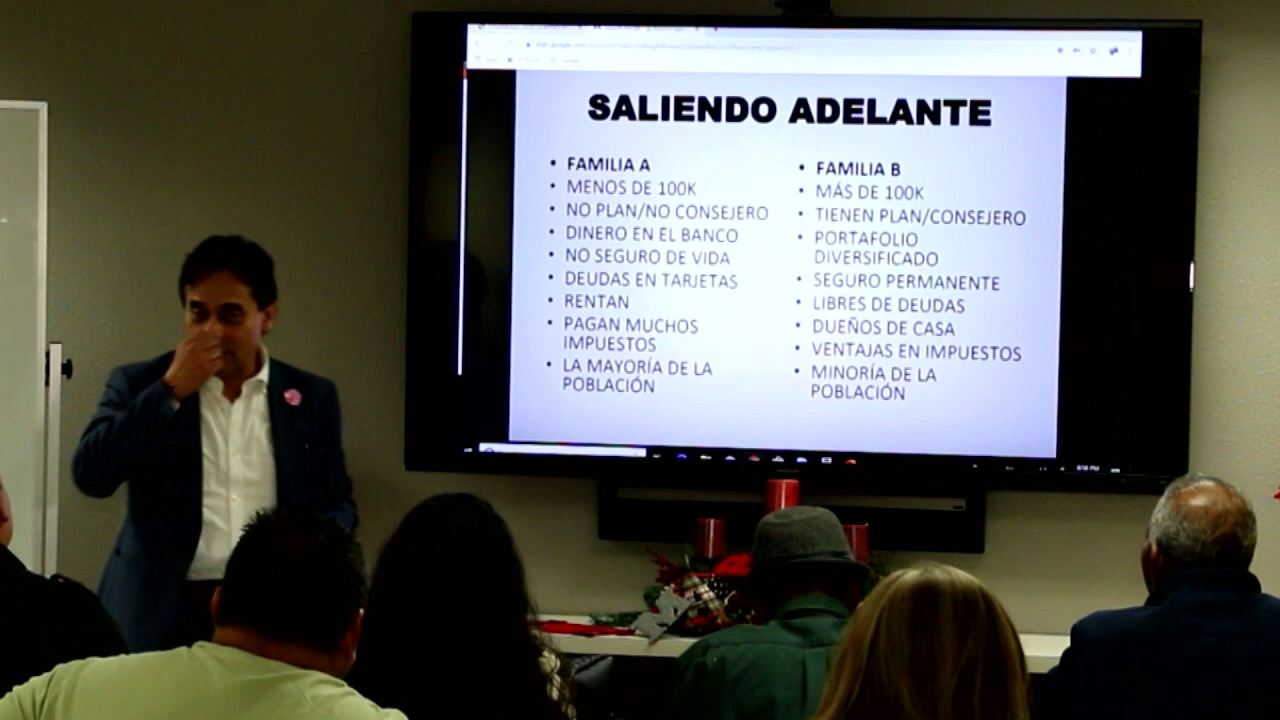 SALIENDO ADELANTE
• FAMILIA A
• MENOS DE 100K
• NO PLAN/NO CONSEJERO
• DINERO EN EL BANCO
• NO SEGURO DE VIDA
• DEUDAS EN TARJETAS
• RENTAN
• PAGAN MUCHOS
IMPUESTOS
• LA MAYORÍA DE LA
POBLACIÓN
• FAMILIA B
• MÁS DE 100K
• TIENEN PLAN/CONSEJERO
• PORTAFOLIO
DIVERSIFICADO
• SEGURO PERMANENTE
• LIBRES DE DEUDAS
• DUEÑOS DE CASA
• VENTAJAS EN IMPUESTOS
• MINORÍA DE LA
POBLACIÓN